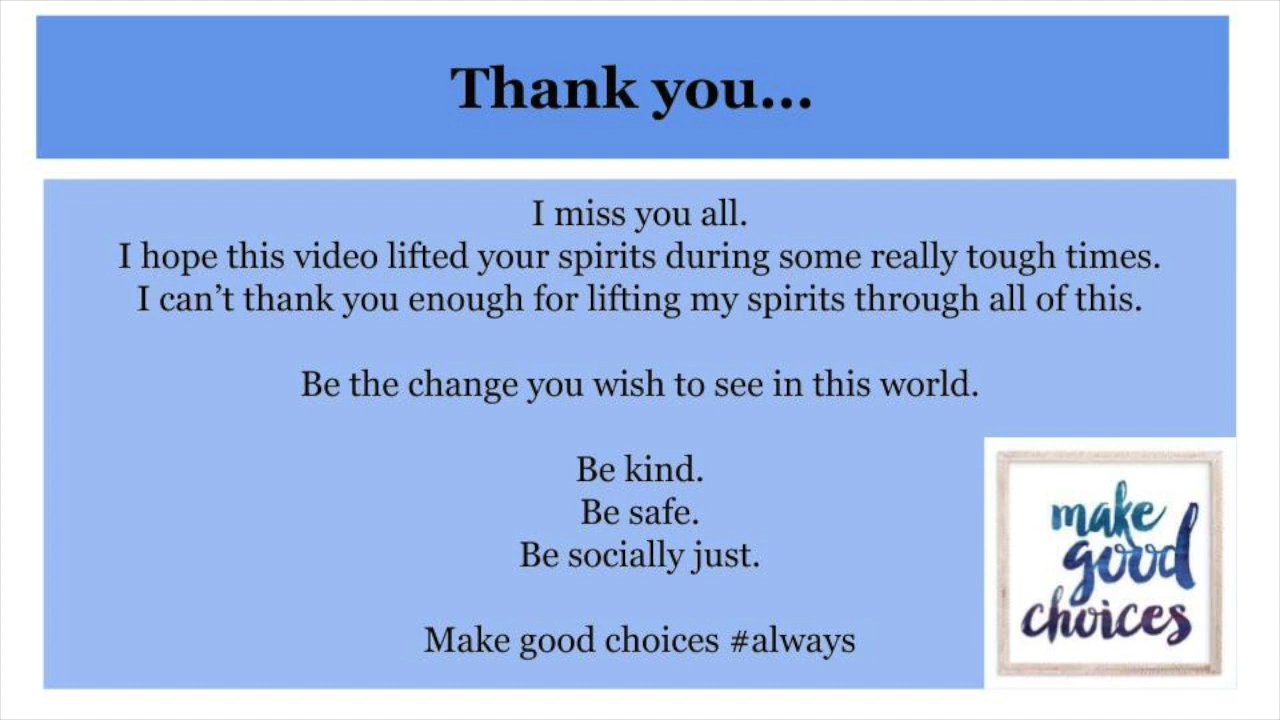 Thank you...
I miss you all.
I hope this video lifted your spirits during some really tough times.
I can’t thank you enough for lifting my spirits through all of this.
Be the change you wish to see in this world.
Be kind.
Be safe.
Be socially just.
Make good choices #always
make
good
choices